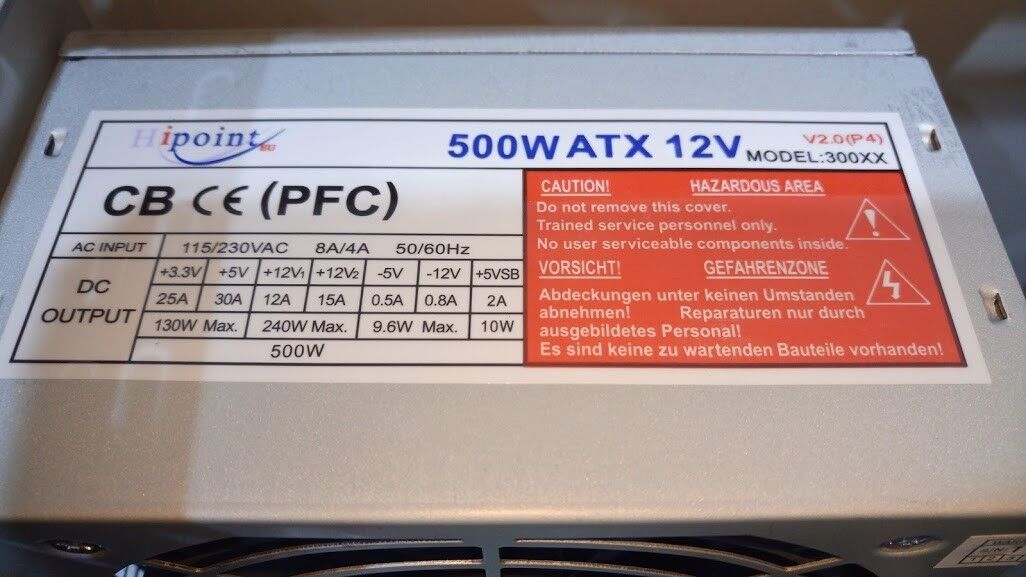 Hipoint EU
500W ATX 12V
V2.0(P4)
MODEL:300XX
CB CE (PFC)
AC INPUT 115/230VAC 8A/4A 50/60Hz
DC OUTPUT
+3.3V +5V +12V1 +12V2 -5V -12V +5VSB
25A 30A 12A 15A 0.5A 0.8A 2A
130W Max. 240W Max. 9.6W Max. 10W
500W
CAUTION! HAZARDOUS AREA
Do not remove this cover.
Trained service personnel only.
No user serviceable components inside.
VORSICHT! GEFAHRENZONE
Abdeckungen unter keinen Umstanden
abnehmen! Reparaturen nur durch
ausgebildetes Personal!
Es sind keine zu wartenden Bauteile vorhanden!